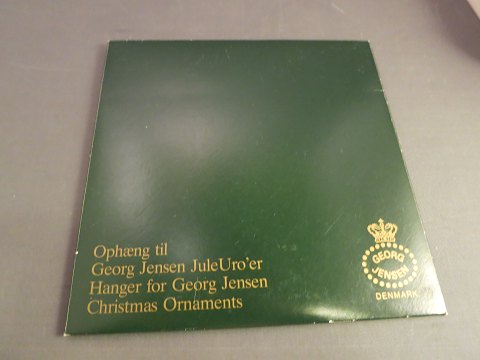 Ophæng til
Georg Jensen JuleUro'er
Hanger for Georg Jensen
Christmas Ornaments
GEORG
JENSEN
DENMARK